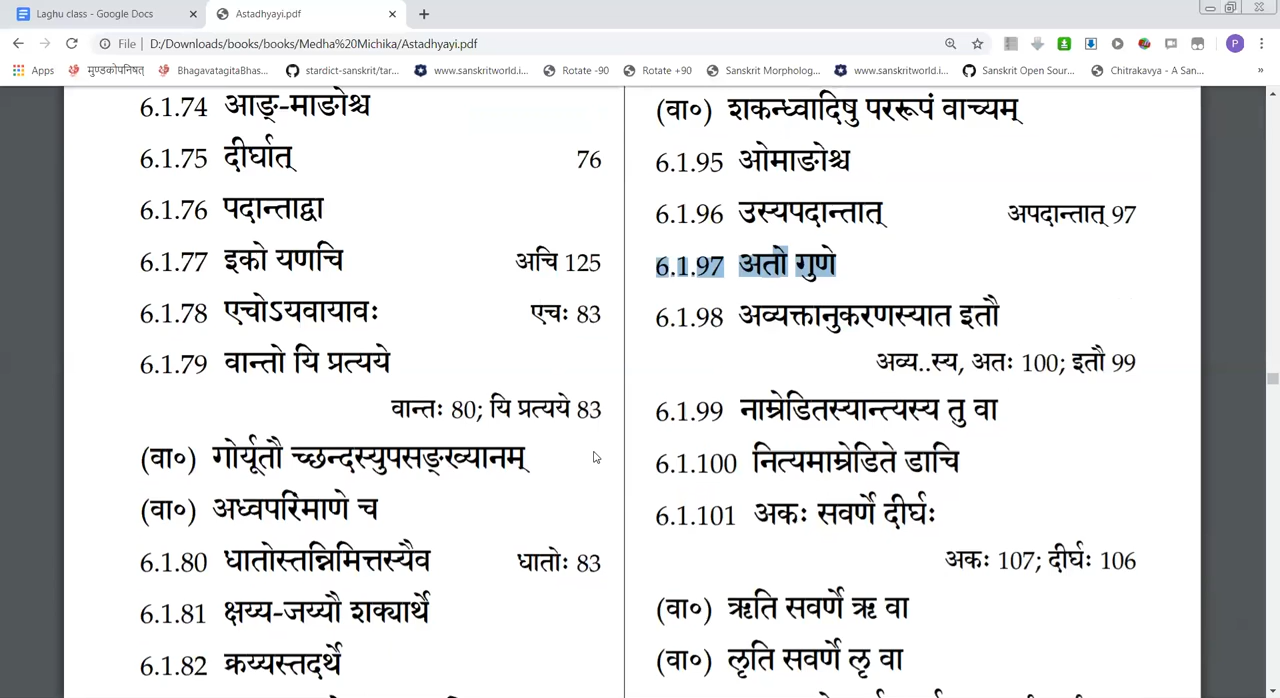 Laghu class - Google Docs
Astadhyayi.pdf
File
D:/Downloads/books/books/Medha%20Michika/Astadhyayi.pdf
P
Apps
मुण्डकोपनिषत्
BhagavatagitaBhas...
stardict-sanskrit/tar...
www.sanskritworld.i...
Rotate -90
Rotate +90
Sanskrit Morpholog...
www.sanskritworld.i...
Sanskrit Open Sour...
Chitrakavya - A San...
»
6.1.74 आङ्-माङोश्च
6.1.75 दीर्घात् 76
6.1.76 पदान्ताद्वा
6.1.77 इको यणचि अचि 125
6.1.78 एचोऽयवायावः एचः 83
6.1.79 वान्तो यि प्रत्यये
वान्तः 80; यि प्रत्यये 83
(वा०) गोर्यूतौ च्छन्दस्युपसङ्ख्यानम्
(वा०) अध्वपरिमाणे च
6.1.80 धातोस्तन्निमित्तस्यैव धातोः 83
6.1.81 क्षय्य-जय्यौ शक्यार्थे
6.1.82 क्रय्यस्तदर्थे
(वा०) शकन्ध्वादिषु पररूपं वाच्यम्
6.1.95 ओमाङोश्च
6.1.96 उस्यपदान्तात् अपदान्तात् 97
6.1.97 अतो गुणे
6.1.98 अव्यक्तानुकरणस्यात इतौ
अव्य..स्य, अतः 100; इतौ 99
6.1.99 नाम्रेडितस्यान्त्यस्य तु वा
6.1.100 नित्यमाम्रेडिते डाचि
6.1.101 अकः सवर्णे दीर्घः
अकः 107; दीर्घः 106
(वा०) ऋति सवर्णे ऋ वा
(वा०) लृति सवर्णे लृ वा